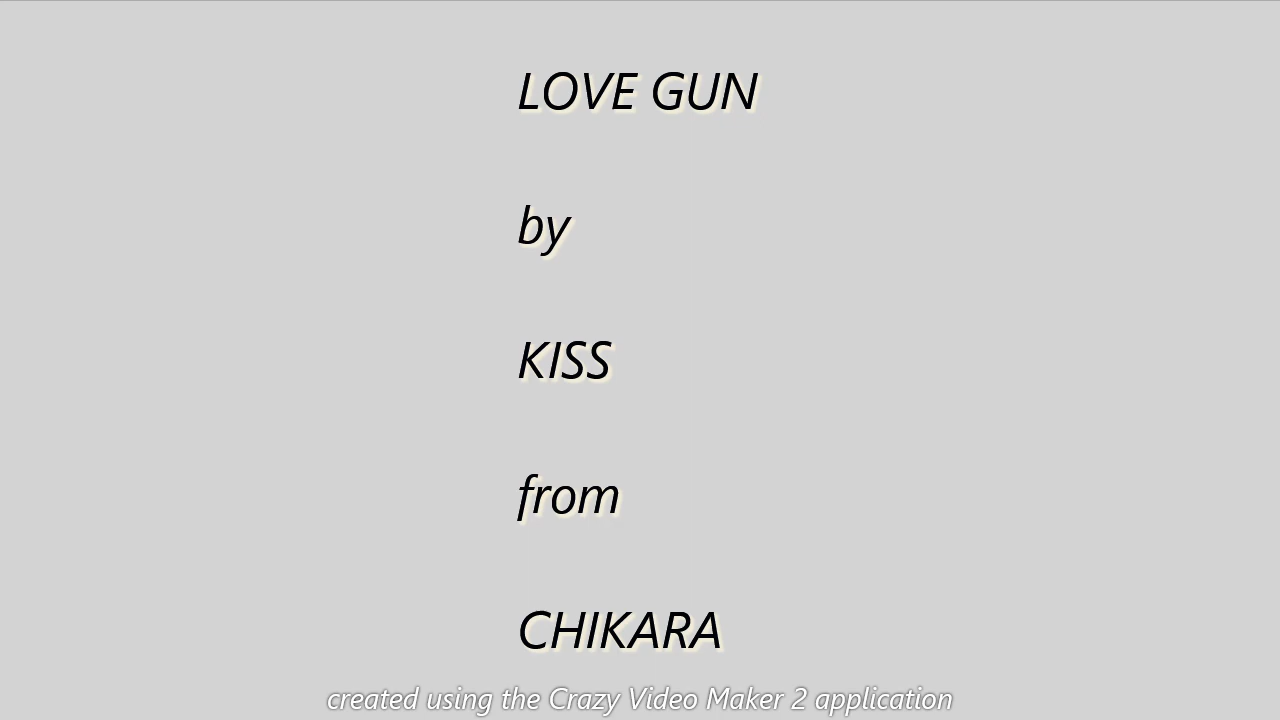 LOVE GUN
by
KISS
from
CHIKARA
created using the Crazy Video Maker 2 application